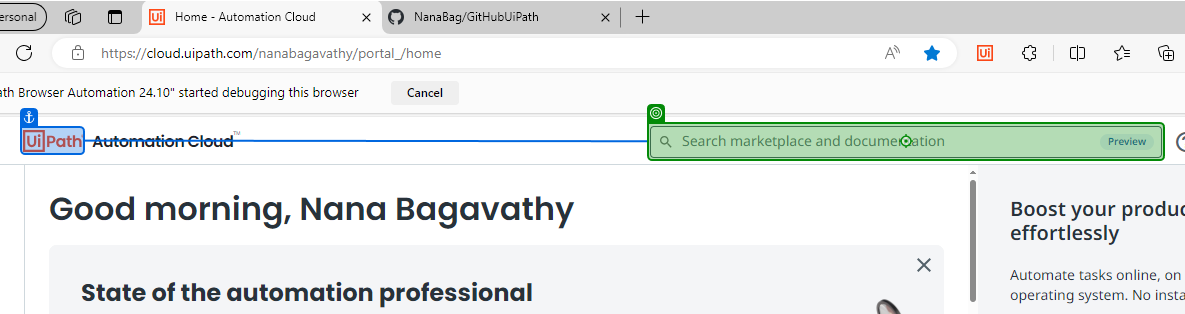 ersonal
Home - Automation Cloud
NanaBag/GitHubUiPath
https://cloud.uipath.com/nanabagavathy/portal_/home
ath Browser Automation 24.10" started debugging this browser
Cancel
UiPath Automation Cloud™
Search marketplace and documentation
Preview
Good morning, Nana Bagavathy
State of the automation professional
Boost your produc
effortlessly
Automate tasks online, on
operating system. No insta